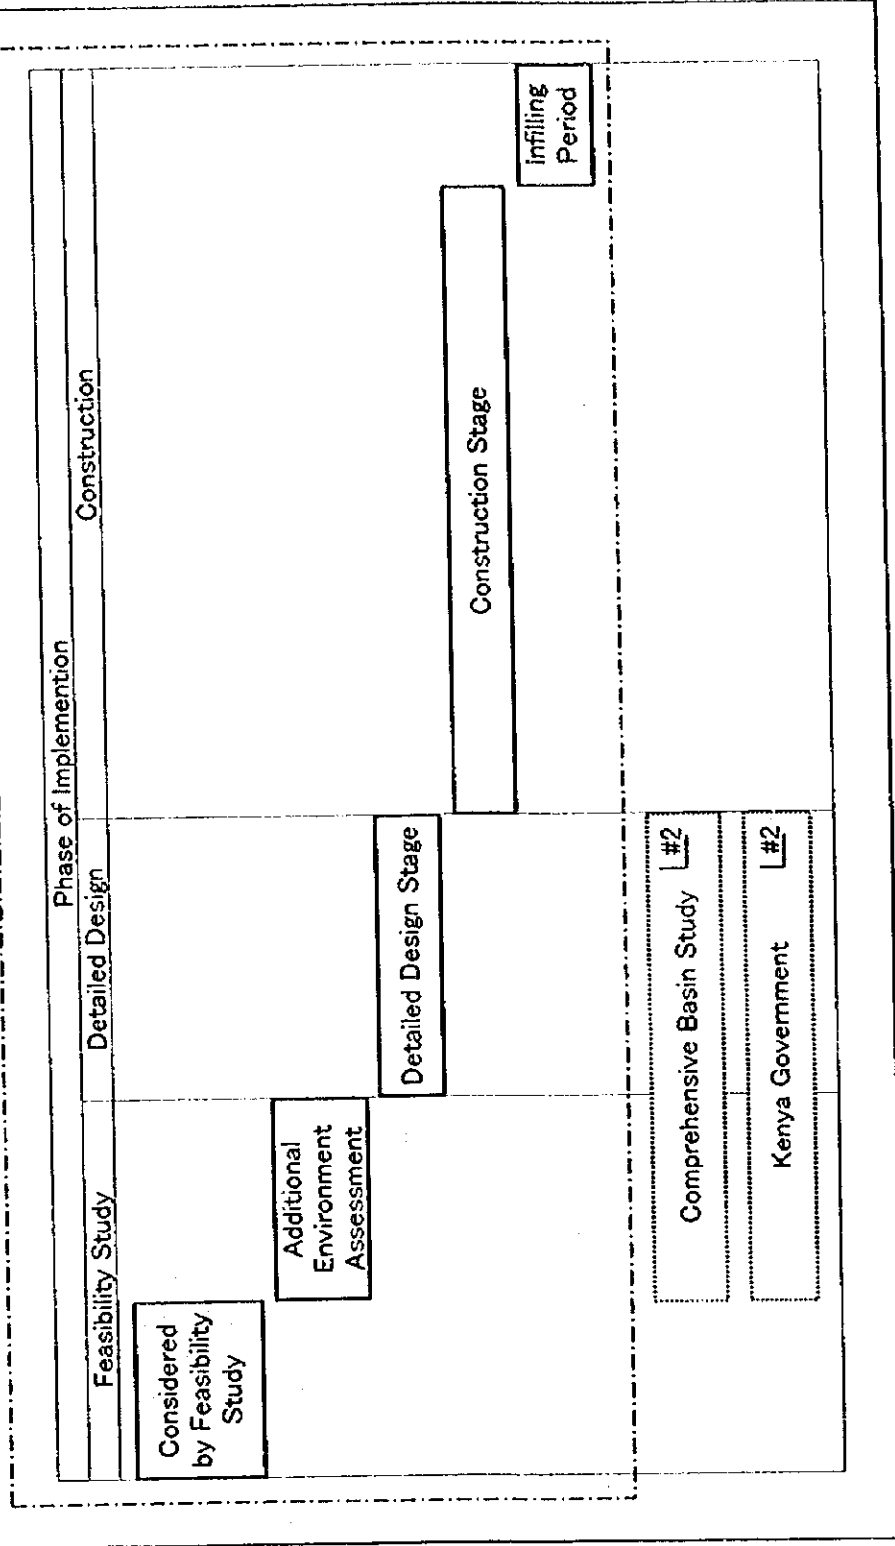 Phase of Implemention
Feasibility Study
Detailed Design
Construction
Considered
by Feasibility
Study
Additional
Environment
Assessment
Detailed Design Stage
Construction Stage
Infilling
Period
Comprehensive Basin Study #2
Kenya Government #2